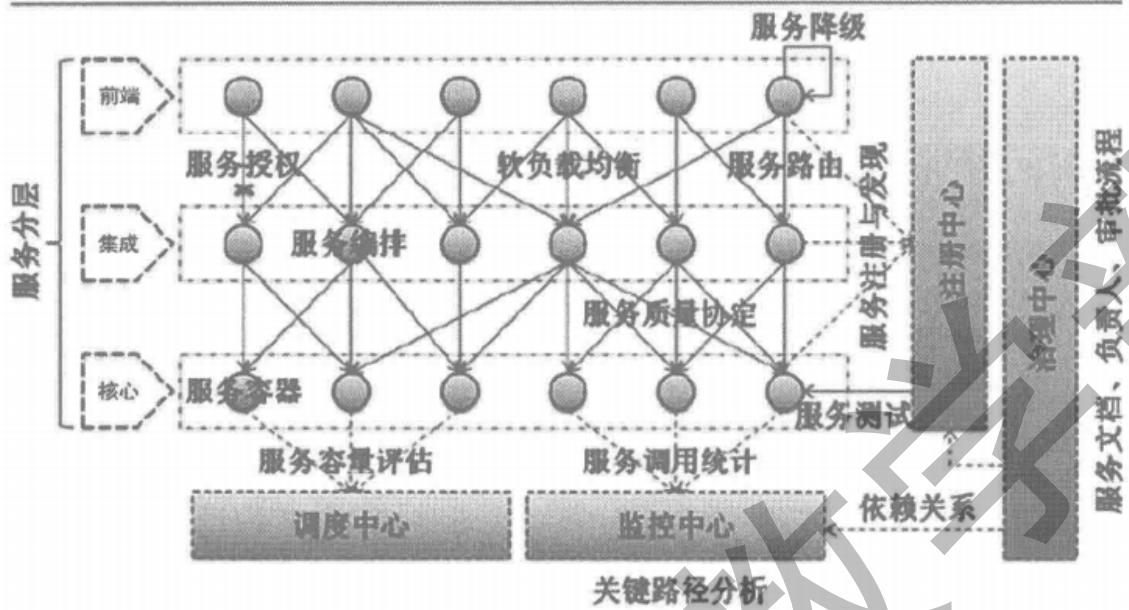 服务降级
前端
服务授权
软负载均衡
服务路由
服务分层
集成
服务编排
服务注册与发现
注册中心
治理中心
服务文档、负责人、审批流程
服务质量协定
核心
服务容器
服务测试
服务容量评估
服务调用统计
调度中心
监控中心
依赖关系
关键路径分析